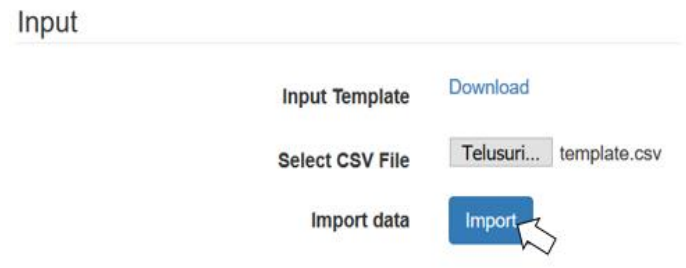 Input
Input Template Download
Select CSV File Telusuri... template.csv
Import data Import